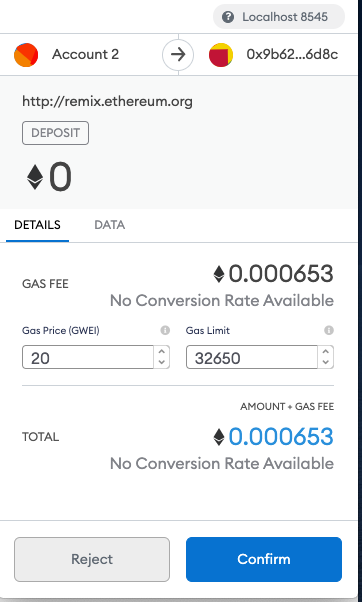 Localhost 8545
Account 2
0x9b62...6d8c
http://remix.ethereum.org
DEPOSIT
0
DETAILS
DATA
GAS FEE
0.000653
No Conversion Rate Available
Gas Price (GWEI)
Gas Limit
20
32650
AMOUNT + GAS FEE
TOTAL
0.000653
No Conversion Rate Available
Reject
Confirm